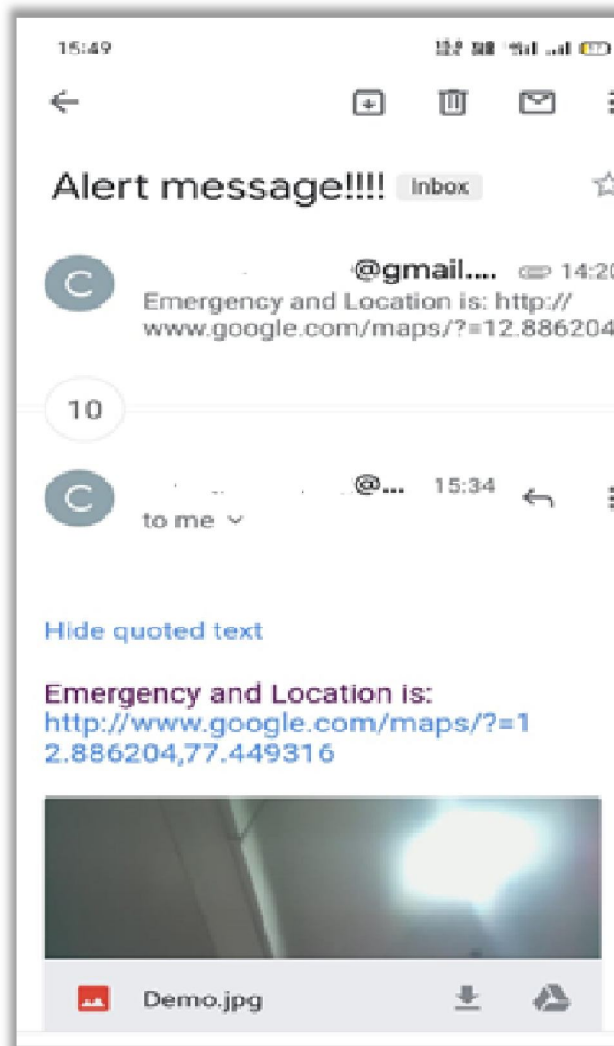 15:49
Alert message!!!! Inbox
C
@gmail.... 14:20
Emergency and Location is: http://
www.google.com/maps/?=12.886204
10
C
@... 15:34
to me
Hide quoted text
Emergency and Location is:
http://www.google.com/maps/?=1
2.886204,77.449316
Demo.jpg